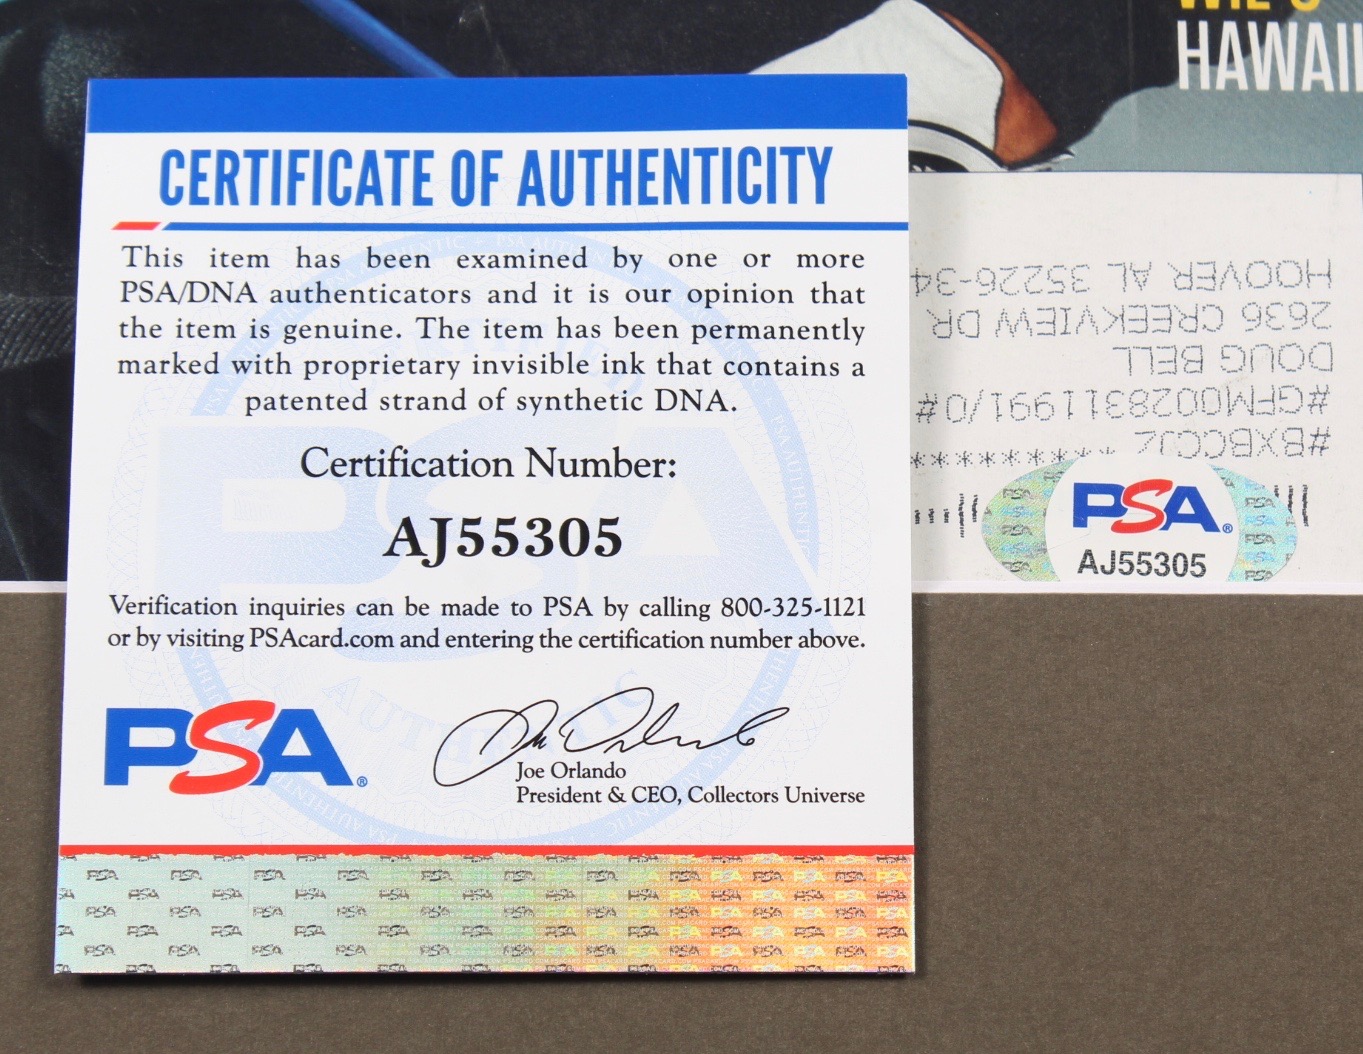 HAWAII
CERTIFICATE OF AUTHENTICITY
This item has been examined by one or more
PSA/DNA authenticators and it is our opinion that
the item is genuine. The item has been permanently
marked with proprietary invisible ink that contains a
patented strand of synthetic DNA.
Certification Number:
AJ55305
Verification inquiries can be made to PSA by calling 800-325-1121
or by visiting PSAcard.com and entering the certification number above.
PSA®
Joe Orlando
President & CEO, Collectors Universe
#BXBCCJZ
#GFM0028311991/0#
DOUG BELL
2636 CREEKVIEW DR
HOOVER AL 35226-34
PSA®
AJ55305